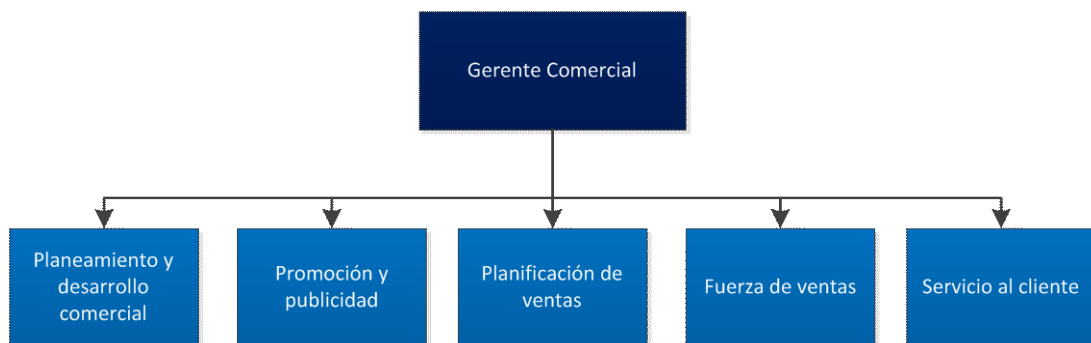 Gerente Comercial
Planeamiento y
desarrollo
comercial
Promoción y
publicidad
Planificación de
ventas
Fuerza de ventas
Servicio al cliente